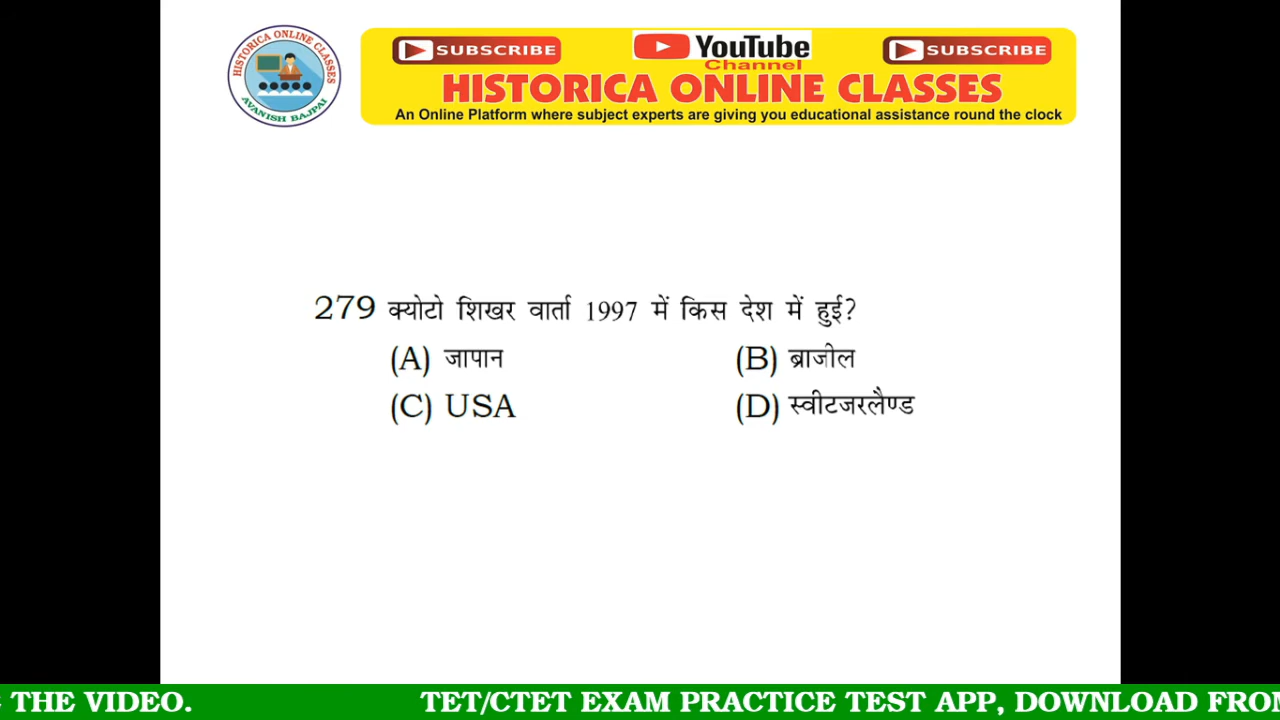 HISTORICA ONLINE CLASSES
AVANISH BAJPAI
SUBSCRIBE
YouTube
Channel
SUBSCRIBE
HISTORICA ONLINE CLASSES
An Online Platform where subject experts are giving you educational assistance round the clock
279 क्योटो शिखर वार्ता 1997 में किस देश में हुई?
(A) जापान (B) ब्राजील
(C) USA (D) स्वीटजरलैण्ड
THE VIDEO. TET/CTET EXAM PRACTICE TEST APP, DOWNLOAD FROM